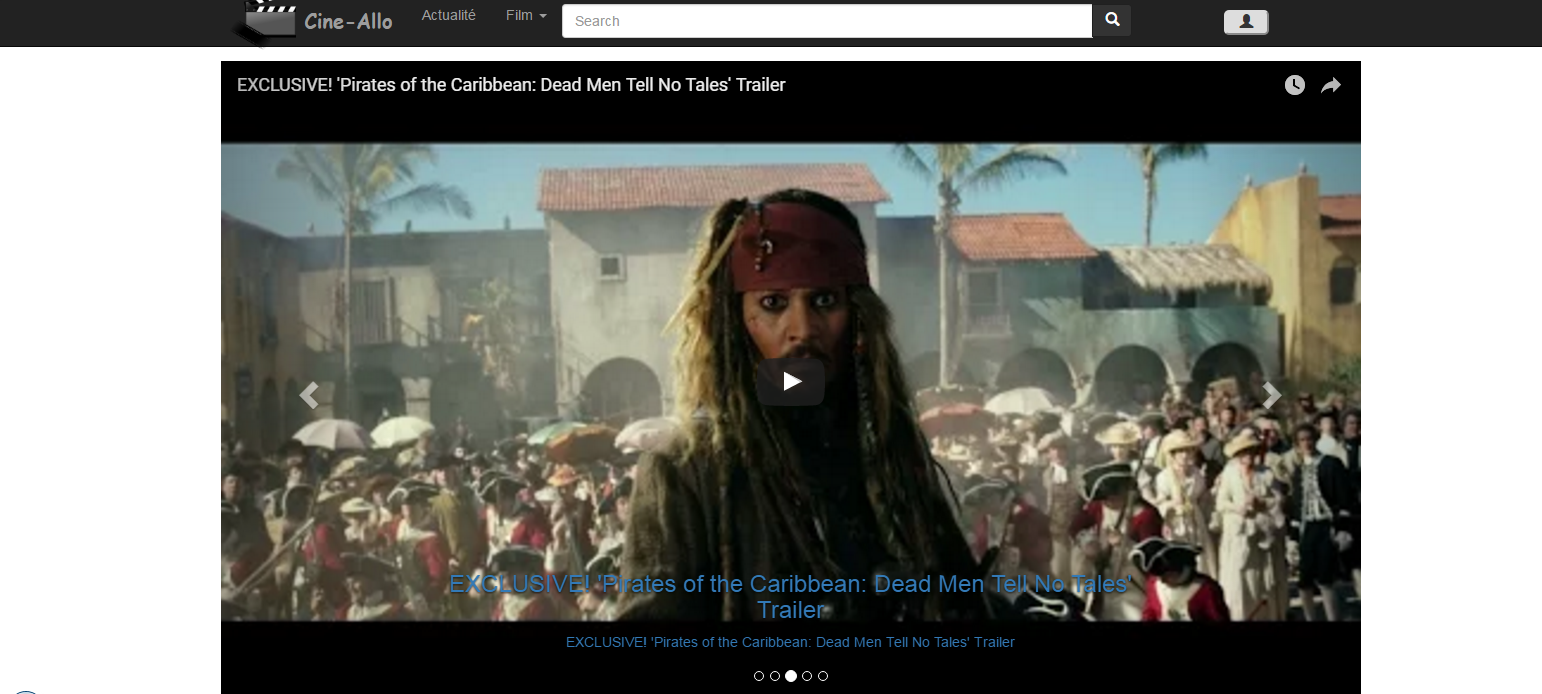 Cine-Allo
Actualité
Film
Search
EXCLUSIVE! 'Pirates of the Caribbean: Dead Men Tell No Tales' Trailer
EXCLUSIVE! 'Pirates of the Caribbean: Dead Men Tell No Tales'
Trailer
EXCLUSIVE! 'Pirates of the Caribbean: Dead Men Tell No Tales' Trailer